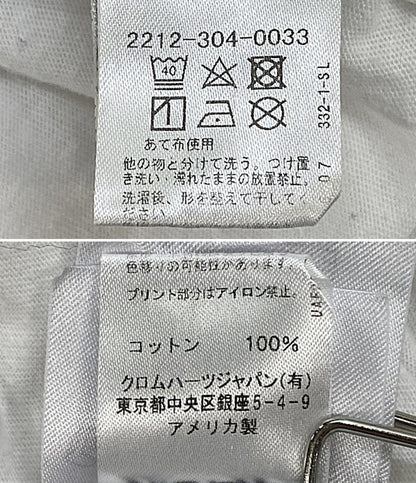 2212-304-0033
40
あて布使用
他の物と分けて洗う。つけ置
き洗い・濡れたままの放置禁止。
洗濯後、形を整えて干してく
ださい。
07
332-1-SL
色移りの可能性があります。
プリント部分はアイロン禁止。
コットン 100%
クロムハーツジャパン(有)
東京都中央区銀座5-4-9
アメリカ製